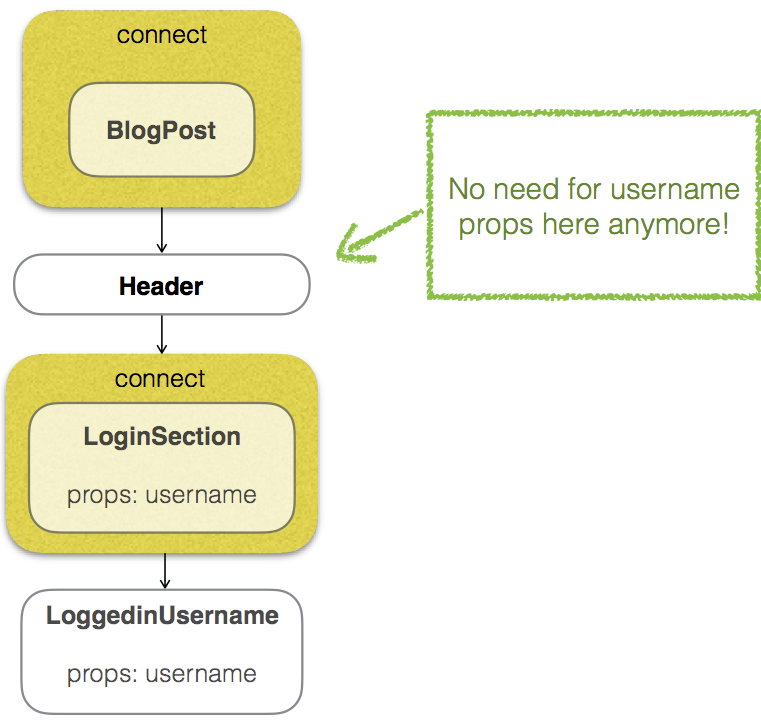 connect
BlogPost
No need for username
props here anymore!
Header
connect
LoginSection
props: username
LoggedinUsername
props: username